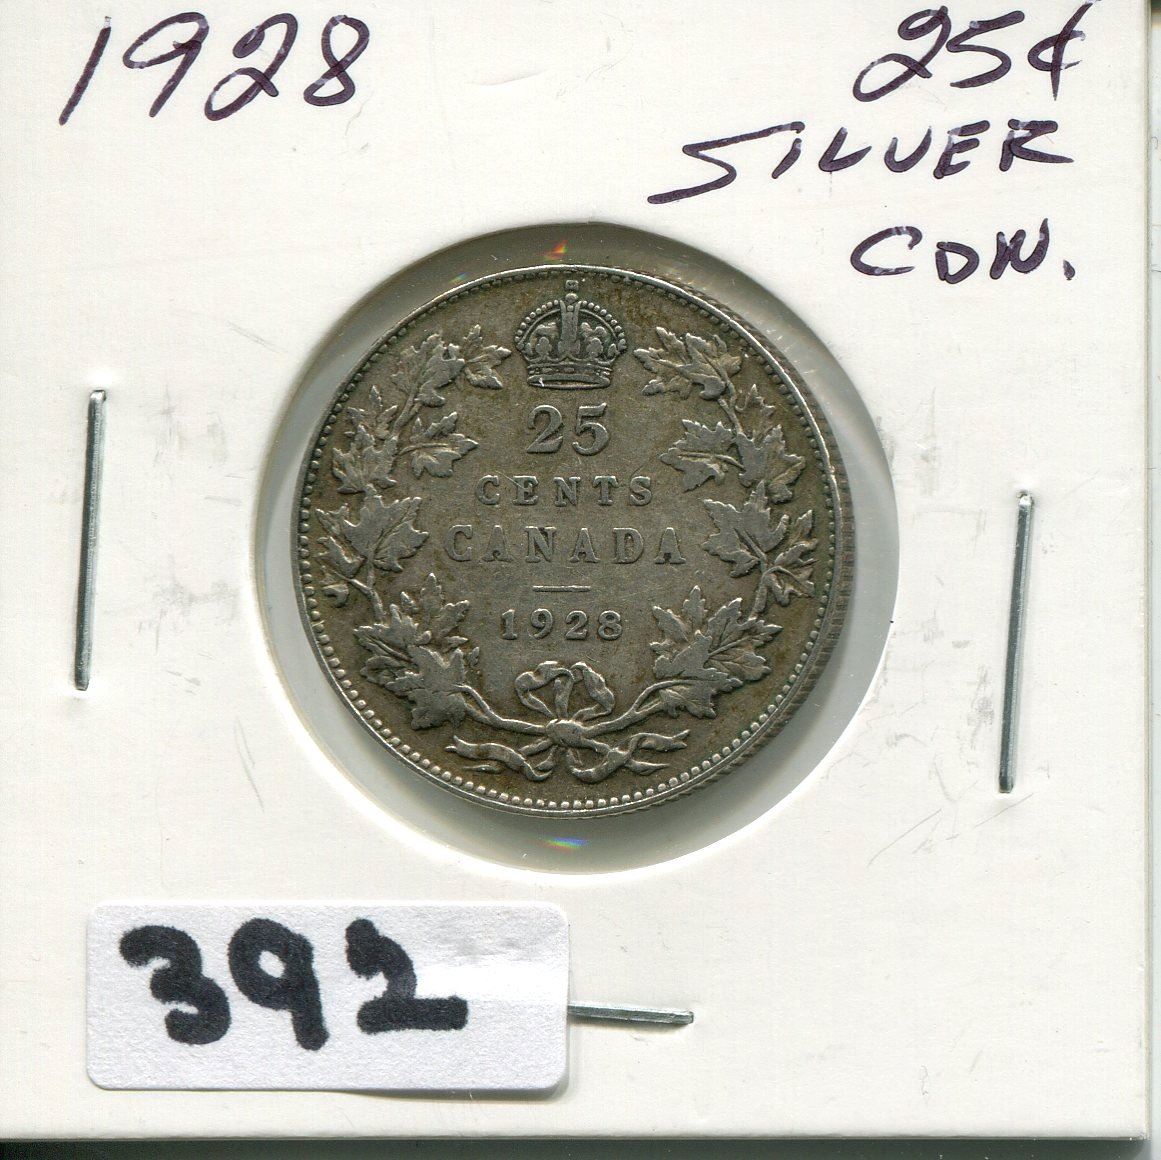 1928
25¢
SILVER
CDN.
25
CENTS
CANADA
1928
392